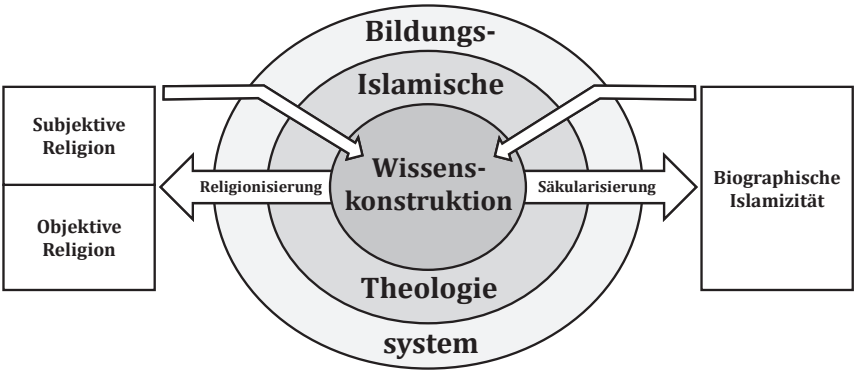 Bildungs-
Islamische
Subjektive
Religion
Objektive
Religion
Religionisierung
Wissens-
konstruktion
Säkularisierung
Biographische
Islamizität
Theologie
system